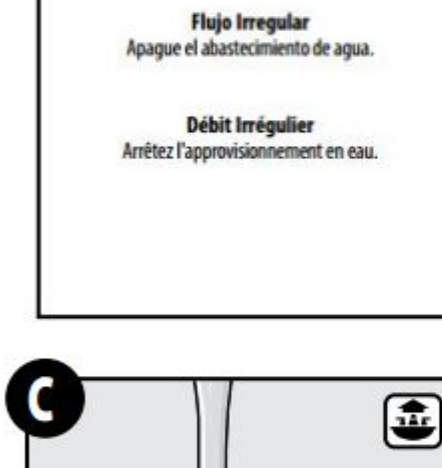 Flujo Irregular
Apague el abastecimiento de agua.
Débit Irrégulier
Arrêtez l'approvisionnement en eau.
C